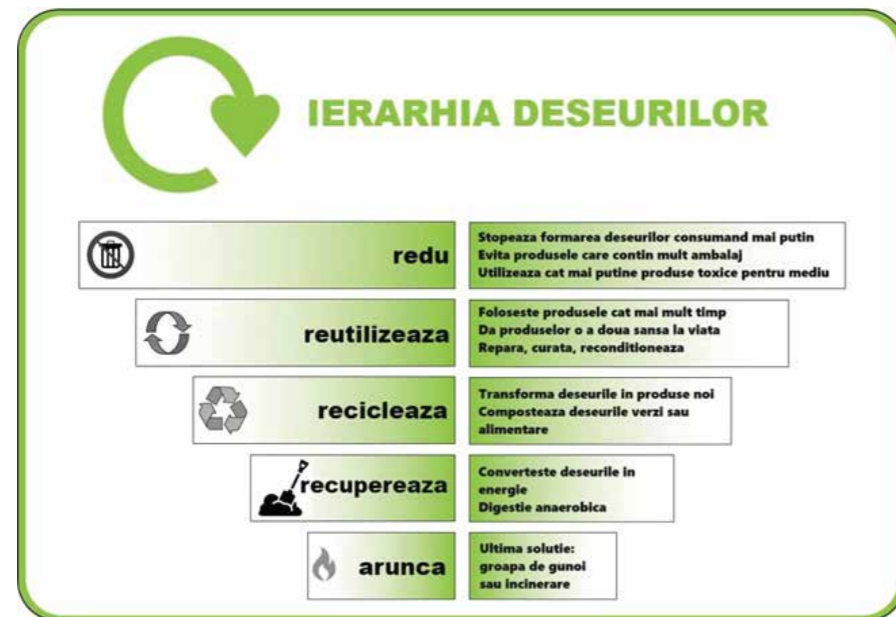 IERARHIA DESEURILOR
redu
Stopeaza formarea deseurilor consumand mai putin
Evita produsele care contin mult ambalaj
Utilizeaza cat mai putine produse toxice pentru mediu
reutilizeaza
Foloseste produsele cat mai mult timp
Da produselor o a doua sansa la viata
Repara, curata, reconditioneaza
recicleaza
Transforma deseurile in produse noi
Composteaza deseurile verzi sau
alimentare
recupereaza
Converteste deseurile in
energie
Digestie anaerobica
arunca
Ultima solutie:
groapa de gunoi
sau incinerare